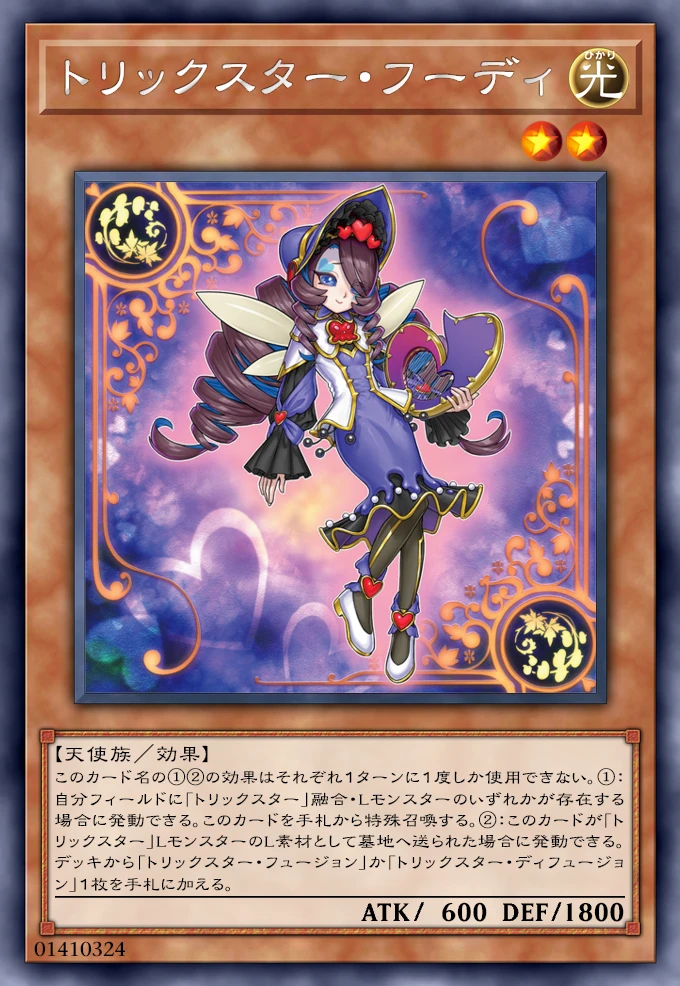 トリックスター・フーディ
ひかり
光
【天使族／効果】
このカード名の①②の効果はそれぞれ1ターンに1度しか使用できない。①：
自分フィールドに「トリックスター」融合・Lモンスターのいずれかが存在する
場合に発動できる。このカードを手札から特殊召喚する。②：このカードが「ト
リックスター」LモンスターのL素材として墓地へ送られた場合に発動できる。
デッキから「トリックスター・フュージョン」か「トリックスター・ディフュージョ
ン」1枚を手札に加える。
ATK/ 600 DEF/1800
01410324